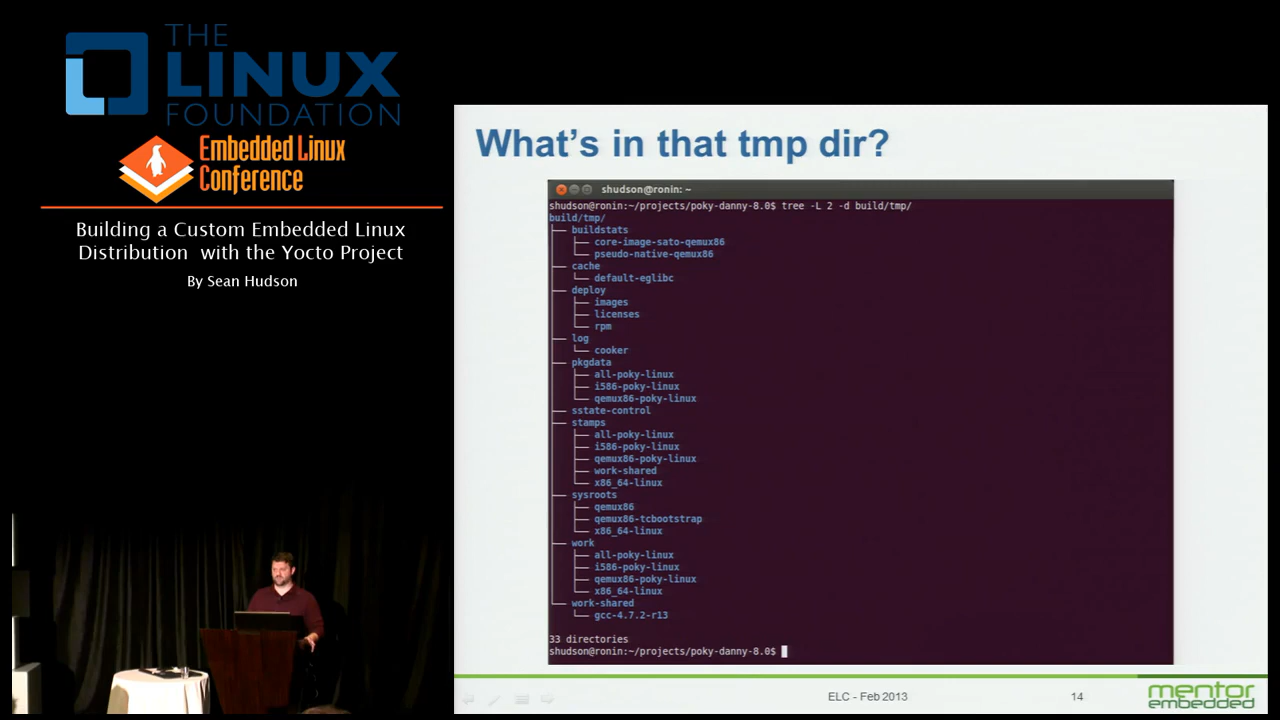 THE
LINUX
FOUNDATION
Embedded Linux
Conference
Building a Custom Embedded Linux
Distribution with the Yocto Project
By Sean Hudson
What's in that tmp dir?
shudson@ronin: ~
shudson@ronin:~/projects/poky-danny-8.0$ tree -L 2 -d build/tmp/
build/tmp/
├── buildstats
│   ├── core-image-sato-qemux86
│   └── pseudo-native-qemux86
├── cache
│   └── default-eglibc
├── deploy
│   ├── images
│   ├── licenses
│   └── rpm
├── log
│   └── cooker
├── pkgdata
│   ├── all-poky-linux
│   ├── i586-poky-linux
│   └── qemux86-poky-linux
├── sstate-control
├── stamps
│   ├── all-poky-linux
│   ├── i586-poky-linux
│   ├── qemux86-poky-linux
│   ├── work-shared
│   └── x86_64-linux
├── sysroots
│   ├── qemux86
│   ├── qemux86-tcbootstrap
│   └── x86_64-linux
├── work
│   ├── all-poky-linux
│   ├── i586-poky-linux
│   ├── qemux86-poky-linux
│   └── x86_64-linux
└── work-shared
    └── gcc-4.7.2-r13
33 directories
shudson@ronin:~/projects/poky-danny-8.0$
ELC - Feb 2013
14
mentor
embedded